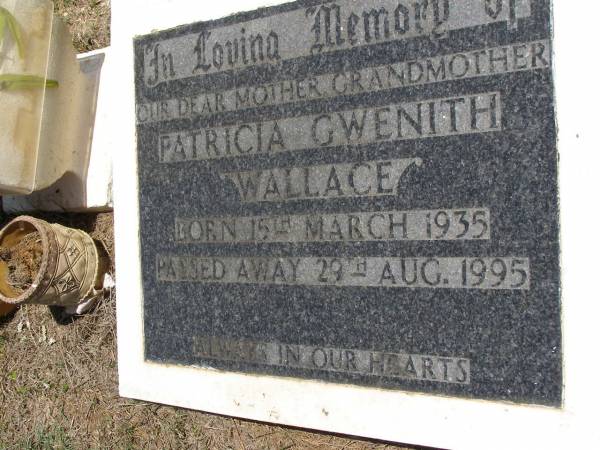 In Loving Memory of
OUR DEAR MOTHER GRANDMOTHER
PATRICIA GWENITH
WALLACE
BORN 15TH MARCH 1935
PASSED AWAY 29TH AUG. 1995
ALWAYS IN OUR HEARTS